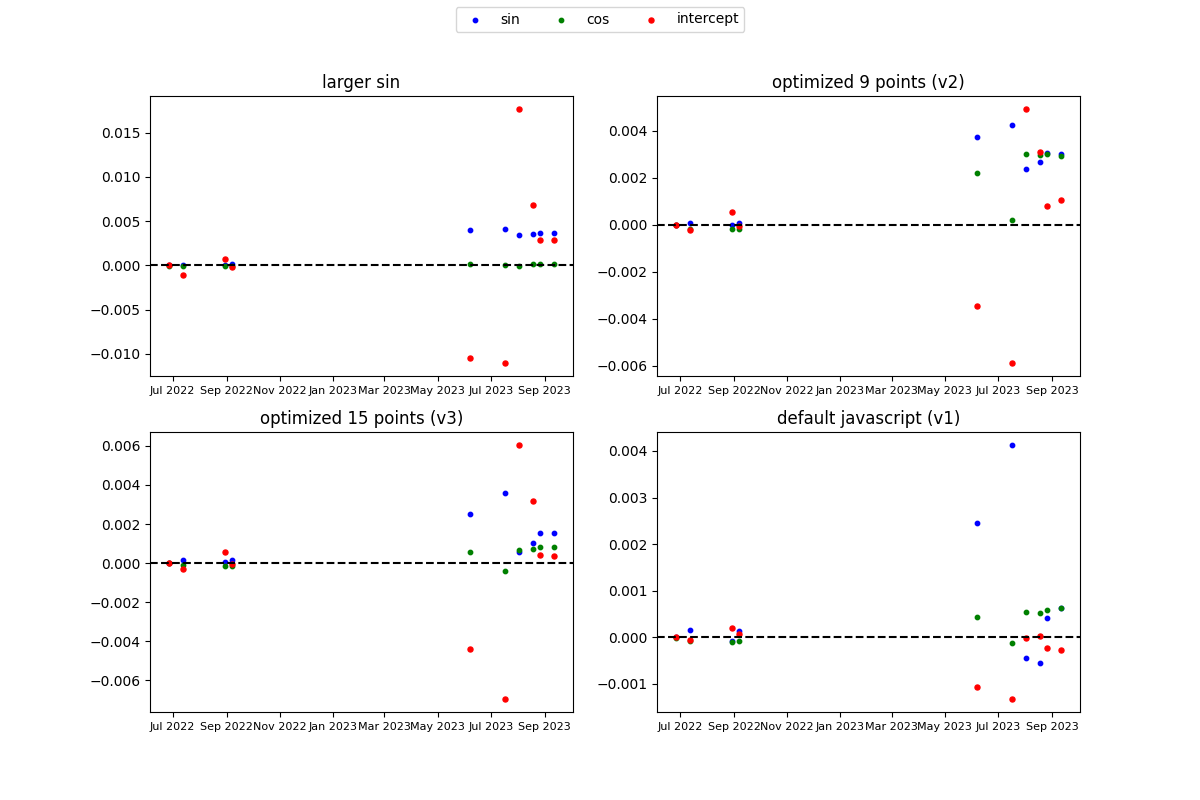 sin cos intercept
larger sin
0.015
0.010
0.005
0.000
−0.005
−0.010
Jul 2022 Sep 2022 Nov 2022 Jan 2023 Mar 2023 May 2023 Jul 2023 Sep 2023
optimized 9 points (v2)
0.004
0.002
0.000
−0.002
−0.004
−0.006
Jul 2022 Sep 2022 Nov 2022 Jan 2023 Mar 2023 May 2023 Jul 2023 Sep 2023
optimized 15 points (v3)
0.006
0.004
0.002
0.000
−0.002
−0.004
−0.006
Jul 2022 Sep 2022 Nov 2022 Jan 2023 Mar 2023 May 2023 Jul 2023 Sep 2023
default javascript (v1)
0.004
0.003
0.002
0.001
0.000
−0.001
Jul 2022 Sep 2022 Nov 2022 Jan 2023 Mar 2023 May 2023 Jul 2023 Sep 2023